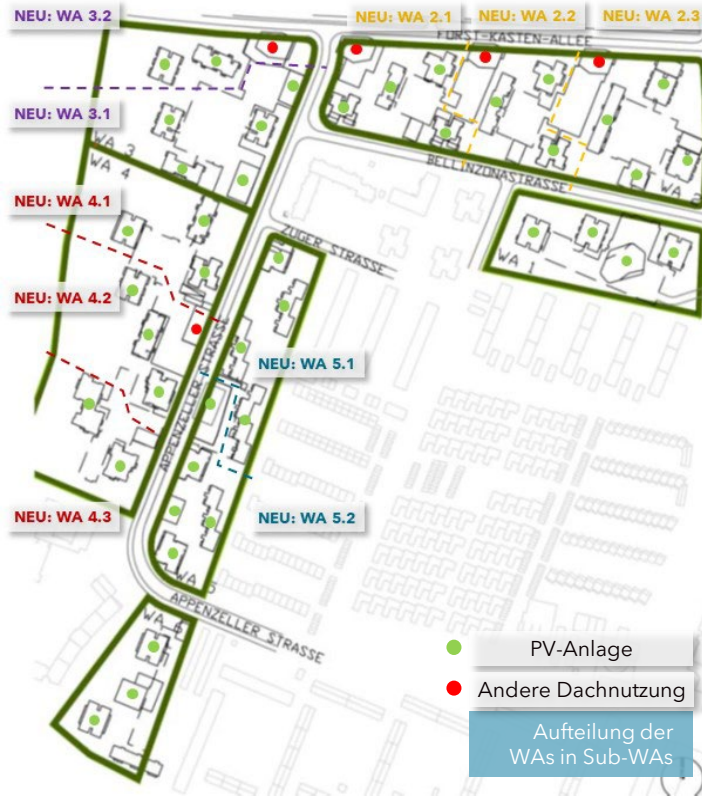 NEU: WA 3.2
NEU: WA 2.1
NEU: WA 2.2
NEU: WA 2.3
FÜRST-KASTEN-ALLEE
NEU: WA 3.1
WA 3
WA 4
BELLINZONASTRASSE
WA 2
NEU: WA 4.1
ZUGER STRASSE
WA 1
NEU: WA 4.2
APPENZELLER STRASSE
NEU: WA 5.1
NEU: WA 4.3
NEU: WA 5.2
WA 5
APPENZELLER STRASSE
WA 6
PV-Anlage
Andere Dachnutzung
Aufteilung der
WAs in Sub-WAs